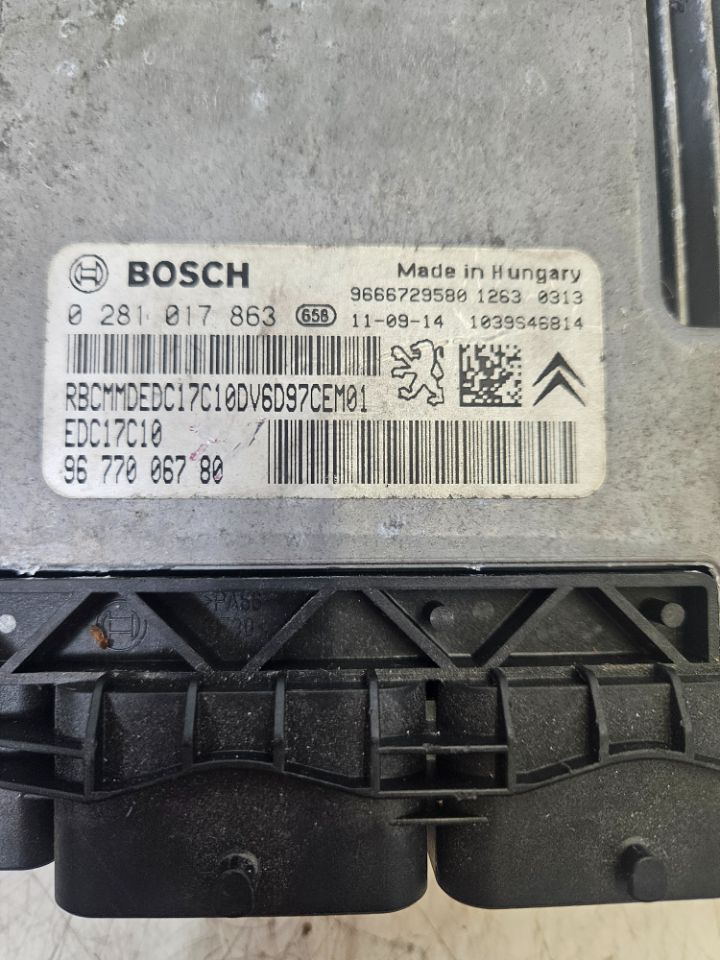 BOSCH
Made in Hungary
9666729580 1263 0313
0 281 017 863 658 11-09-14 1039S46814
RBCMMDEDC17C10DV6D97CEM01
EDC17C10
96 770 067 80